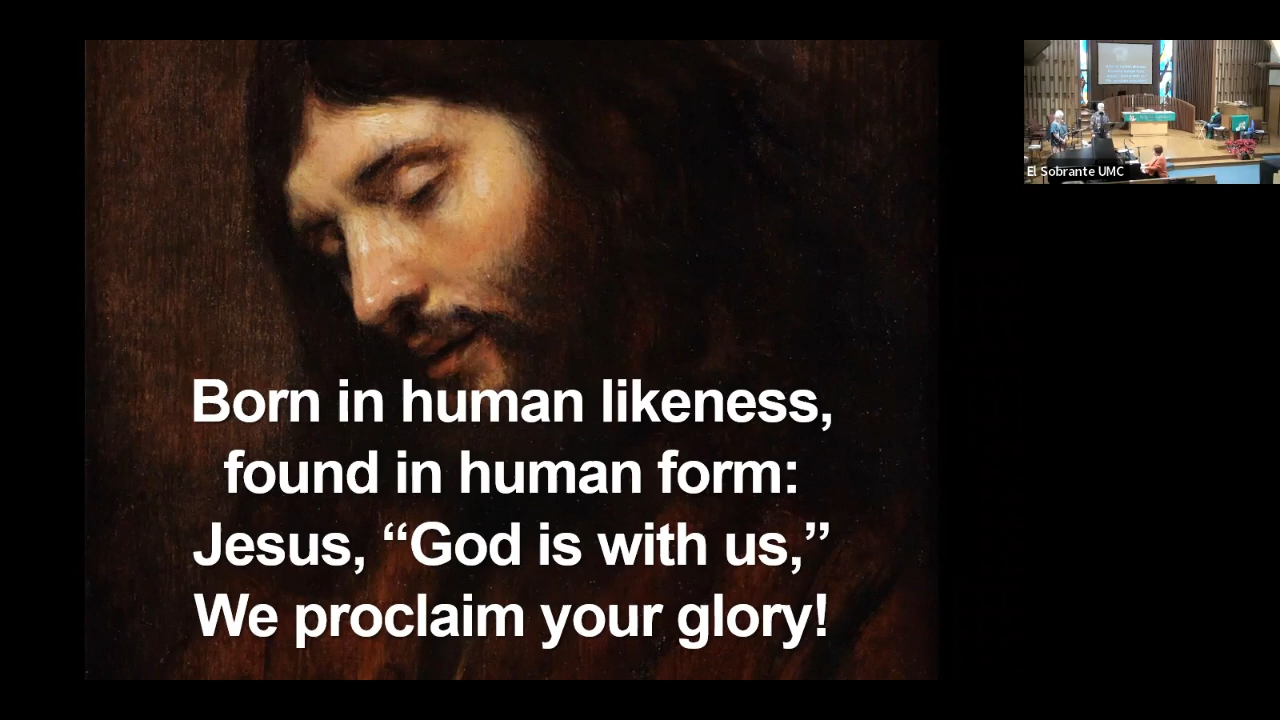 Born in human likeness,
found in human form:
Jesus, “God is with us,”
We proclaim your glory!
El Sobrante UMC